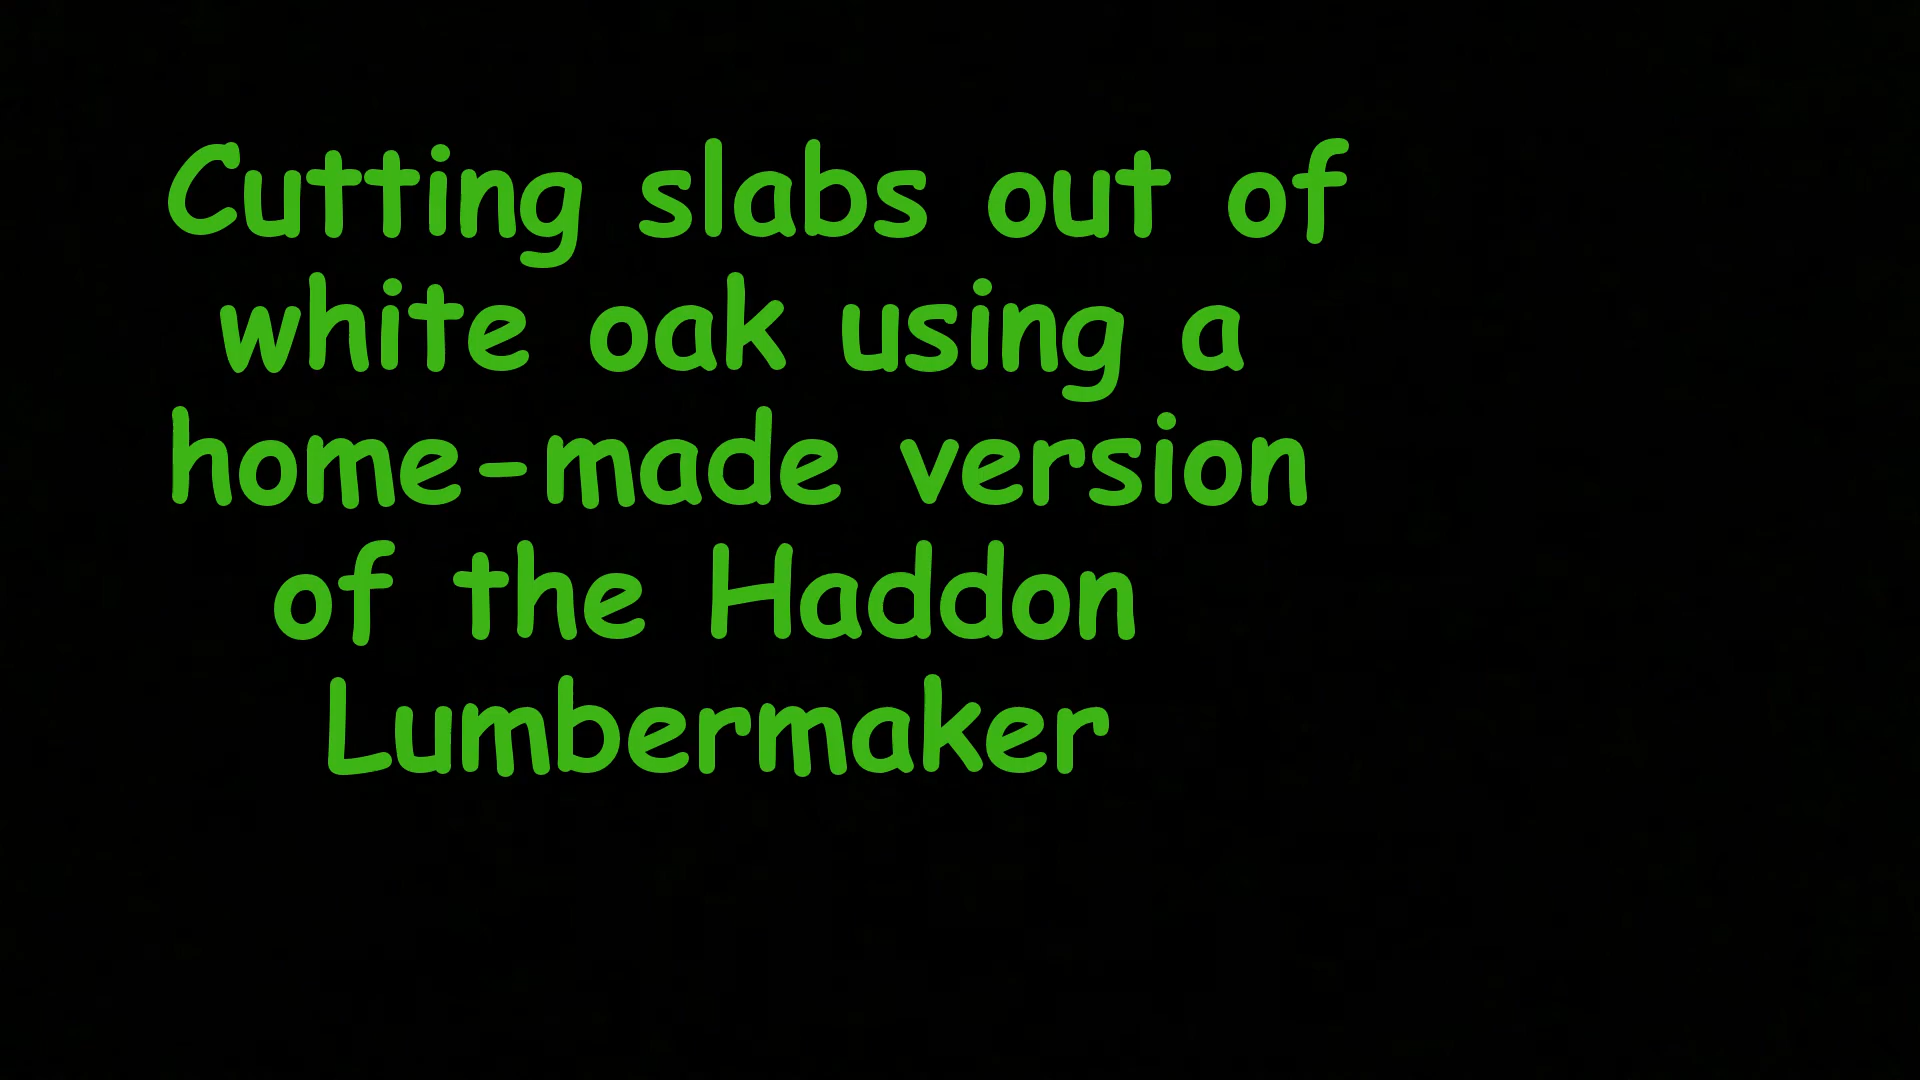 Cutting slabs out of
white oak using a
home-made version
of the Haddon
Lumbermaker